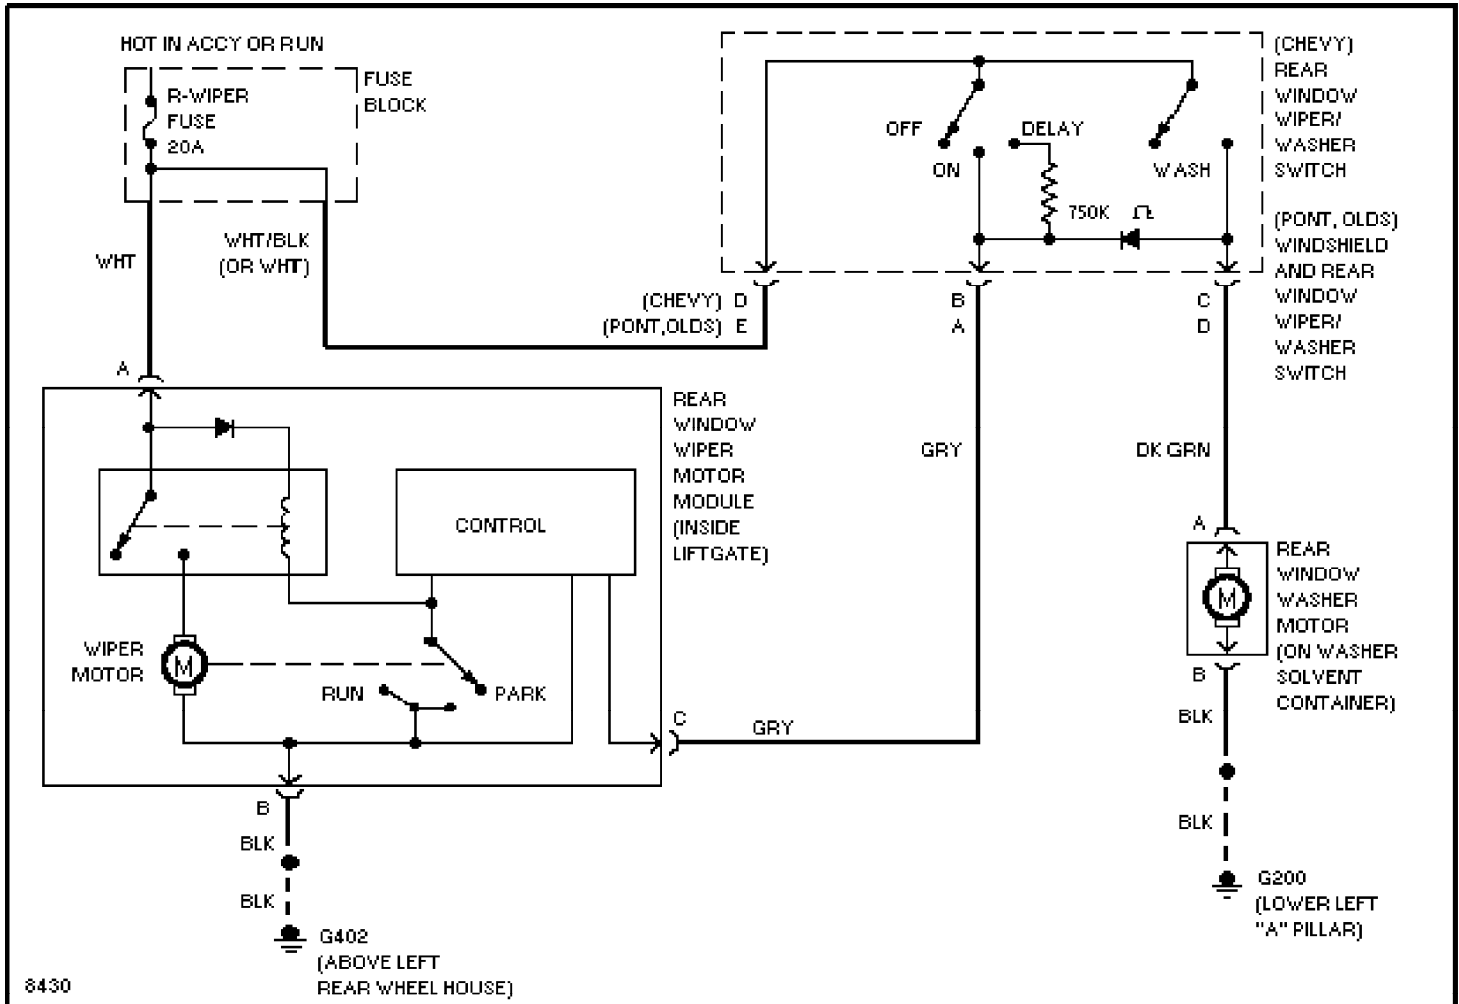 HOT IN ACCY OR RUN
R-WIPER
FUSE
20A
FUSE
BLOCK
WHT
WHT/BLK
(OR WHT)
OFF
ON
DELAY
WASH
750K
(CHEVY)
REAR
WINDOW
WIPER/
WASHER
SWITCH
(PONT, OLDS)
WINDSHIELD
AND REAR
WINDOW
WIPER/
WASHER
SWITCH
(CHEVY) D
(PONT,OLDS) E
B
A
C
D
A
REAR
WINDOW
WIPER
MOTOR
MODULE
(INSIDE
LIFTGATE)
GRY
DK GRN
CONTROL
WIPER
MOTOR
M
RUN
PARK
C
GRY
A
M
REAR
WINDOW
WASHER
MOTOR
(ON WASHER
SOLVENT
CONTAINER)
B
BLK
BLK
G200
(LOWER LEFT
"A" PILLAR)
B
BLK
BLK
G402
(ABOVE LEFT
REAR WHEEL HOUSE)
8430